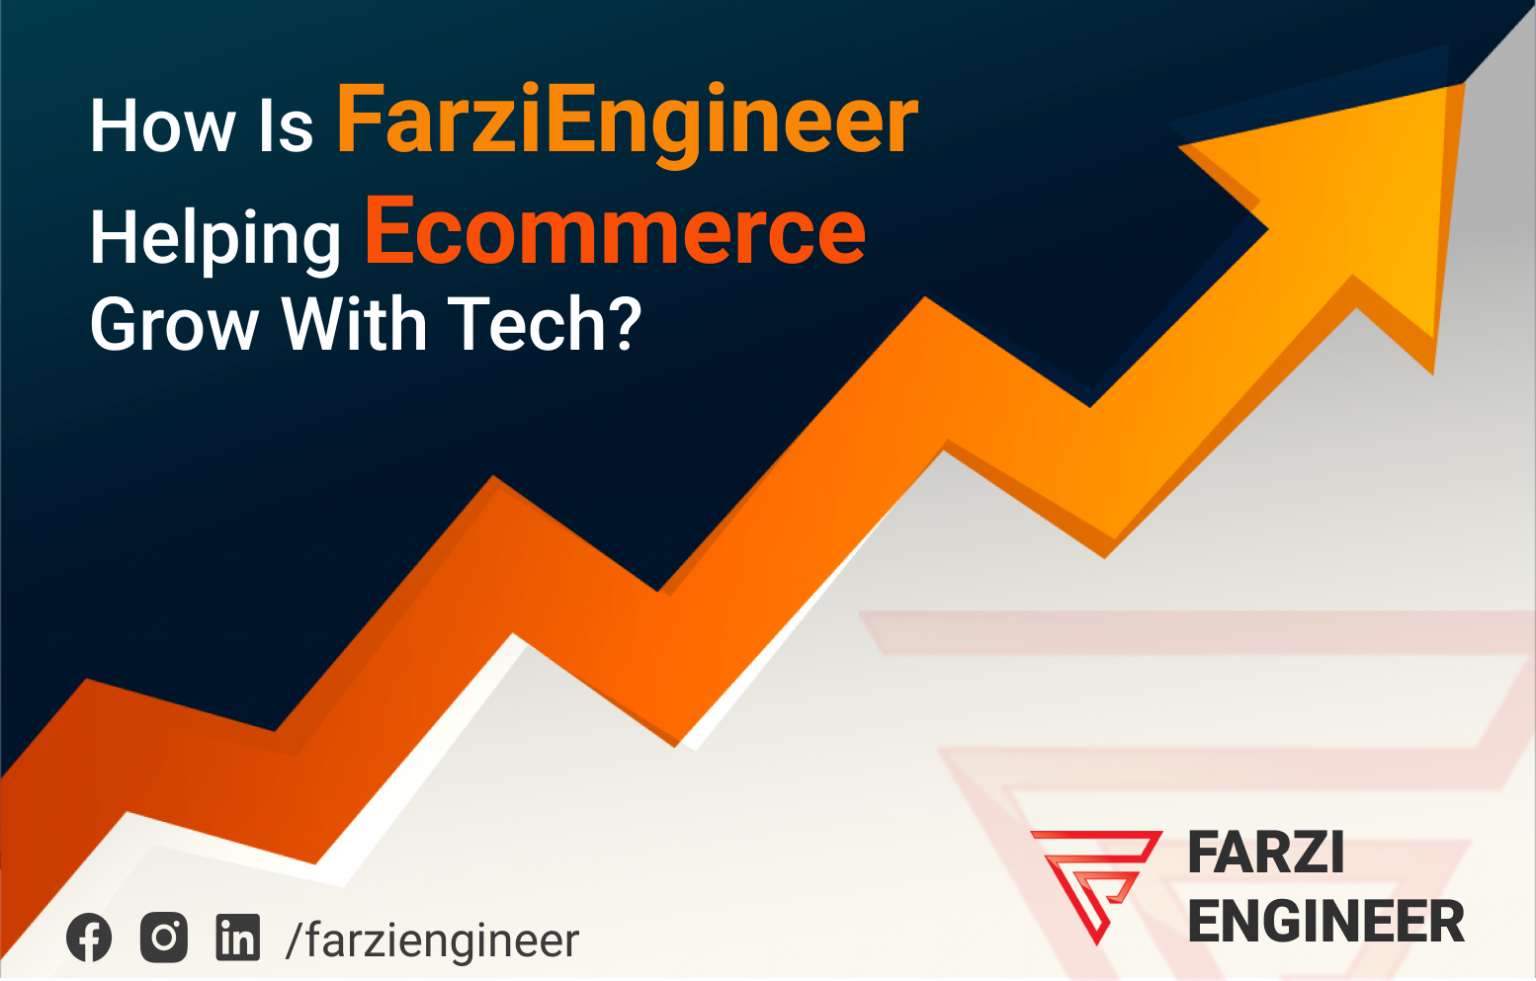 How Is FarziEngineer
Helping Ecommerce
Grow With Tech?
/farziengineer
FARZI
ENGINEER